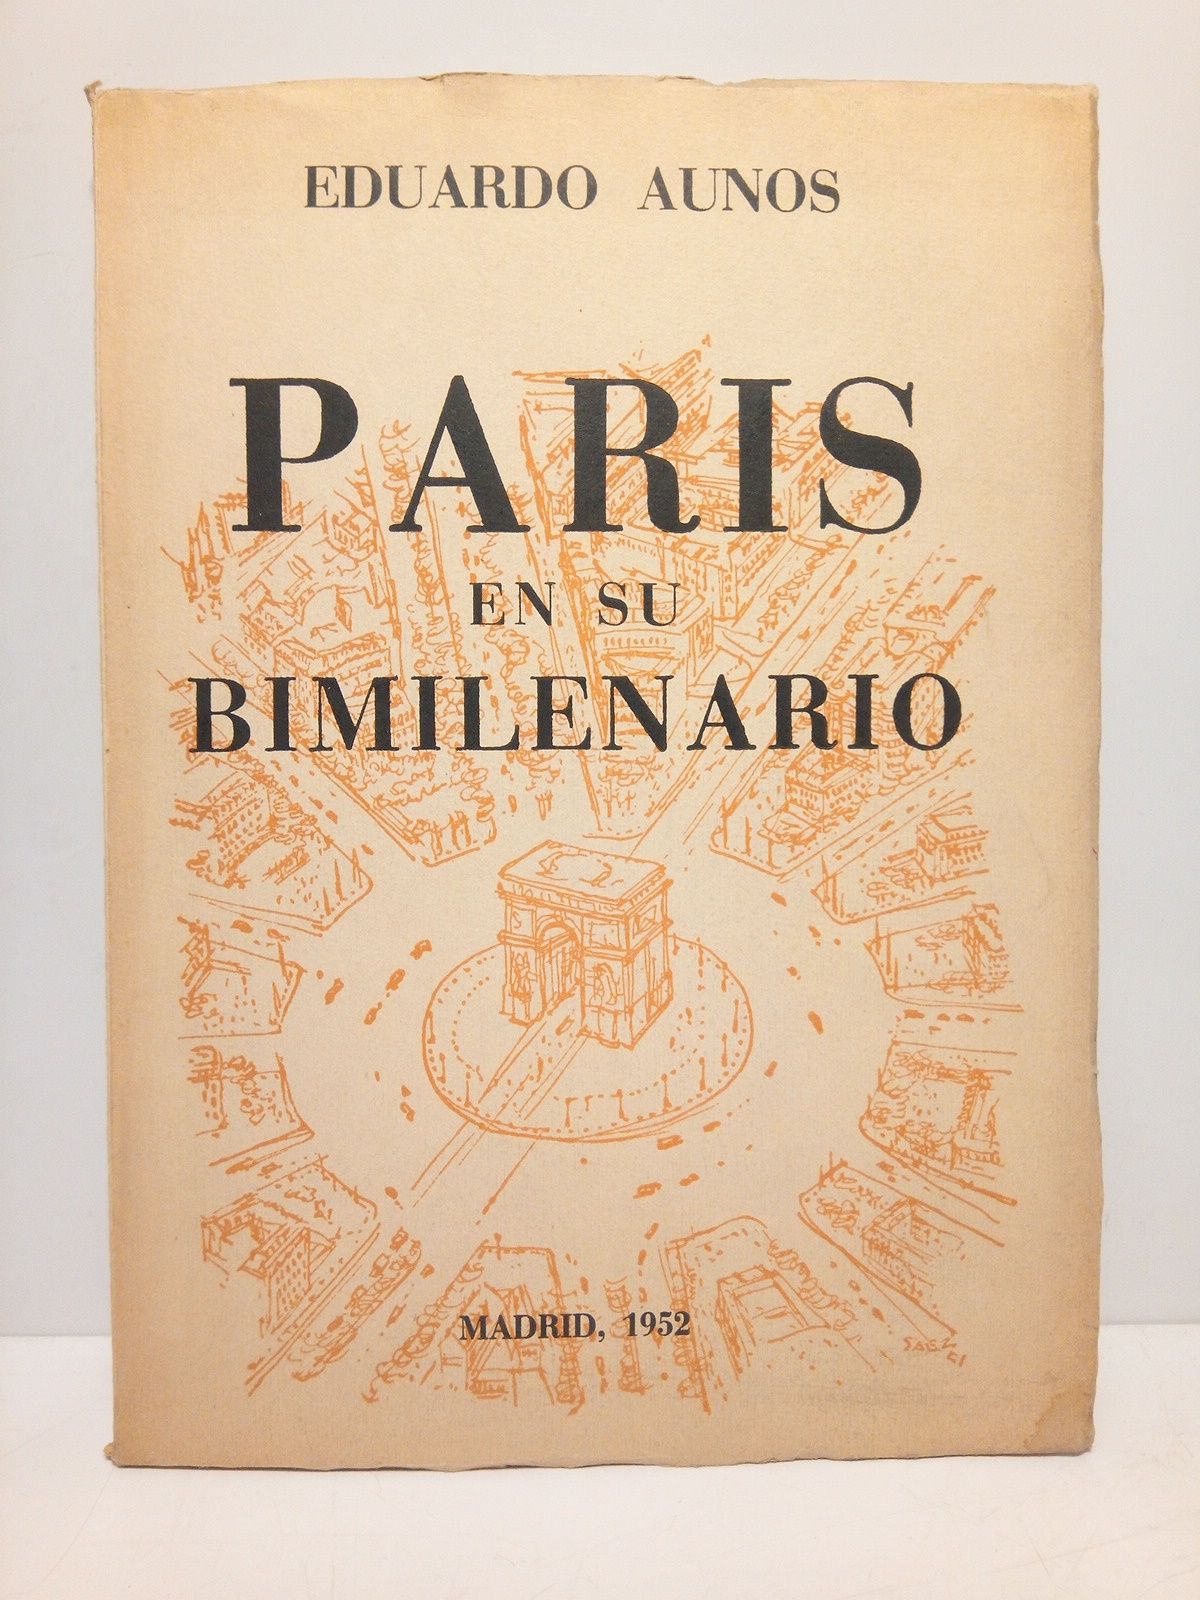 EDUARDO AUNOS
PARIS
EN SU
BIMILENARIO
MADRID, 1952